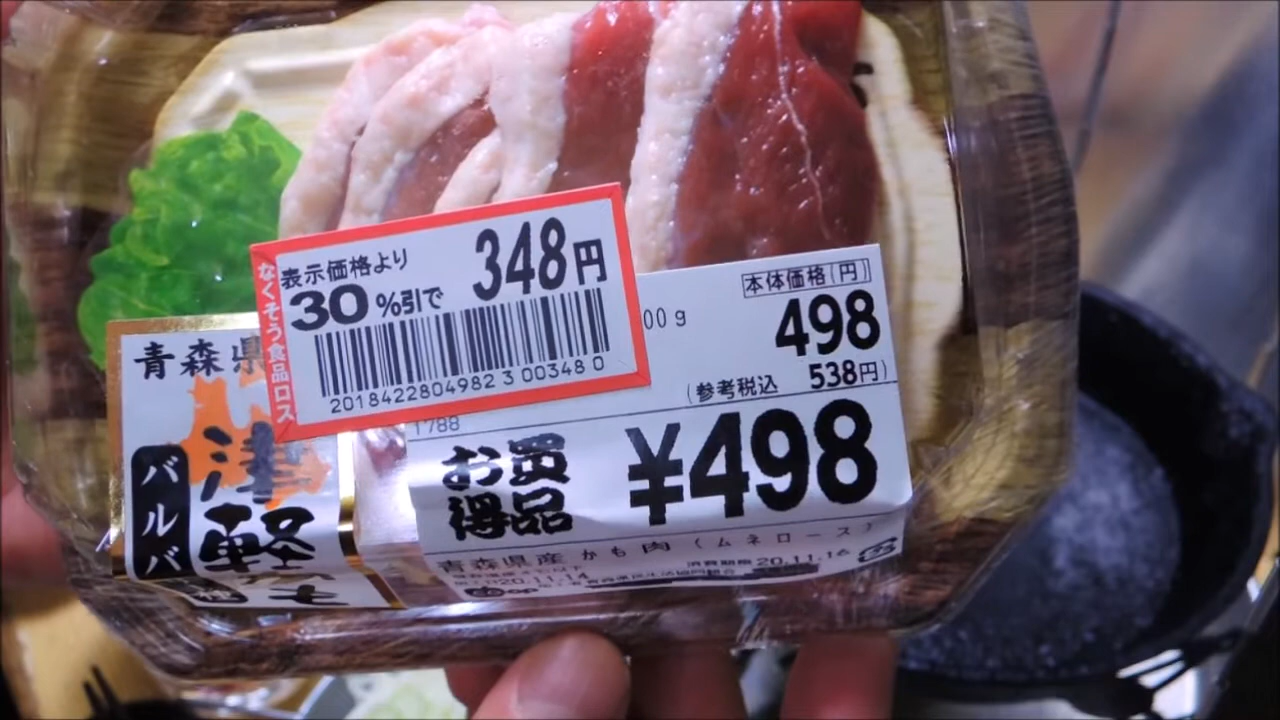 なくそう食品ロス
表示価格より
30%引で 348円
2018422804982 3 00348 0
00g
本体価格(円)
498
(参考税込 538円)
1788
お買得品 ¥498
青森県産 かも肉 (ムネロース)
消費期限 20.11.16
20.11.14
青森県
バルバ
津軽